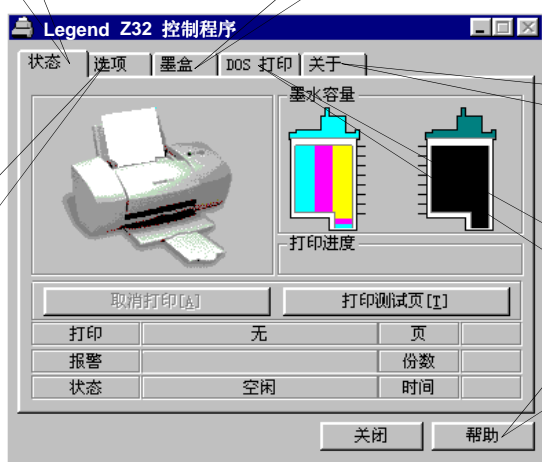 Legend Z32 控制程序
状态 选项 墨盒 DOS 打印 关于
墨水容量
打印进度
取消打印[A] 打印测试页[T]
打印 无 页
报警 份数
状态 空闲 时间
关闭 帮助